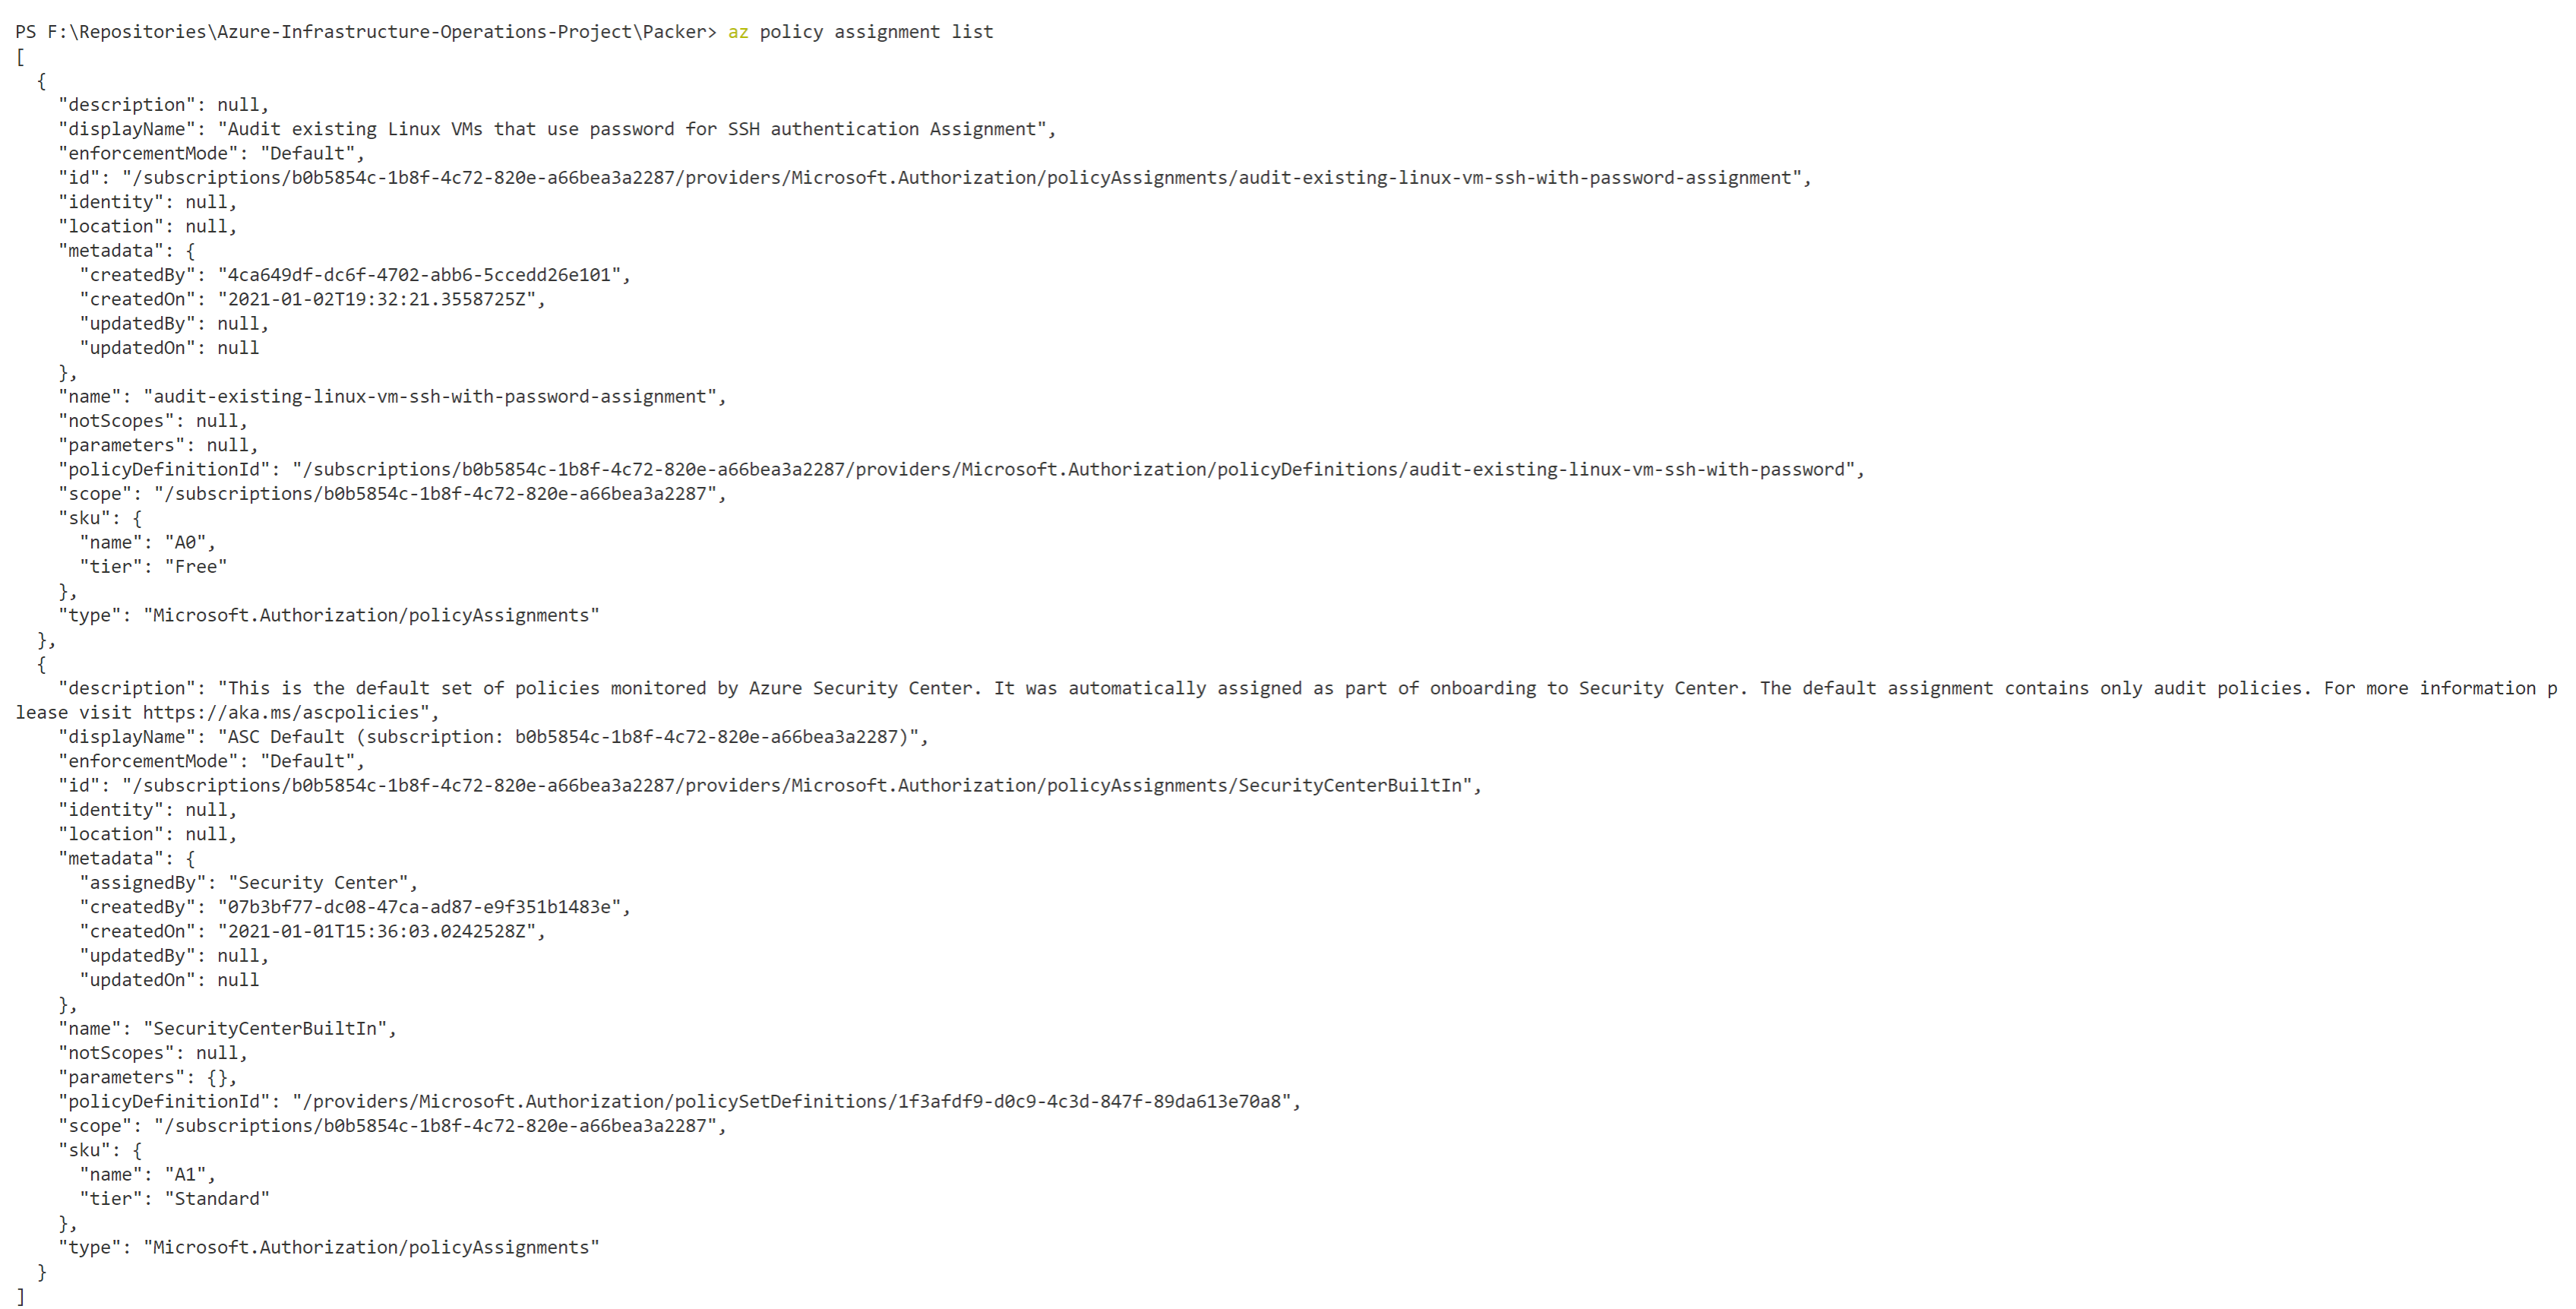 PS F:\Repositories\Azure-Infrastructure-Operations-Project\Packer> az policy assignment list
[
  {
    "description": null,
    "displayName": "Audit existing Linux VMs that use password for SSH authentication Assignment",
    "enforcementMode": "Default",
    "id": "/subscriptions/b0b5854c-1b8f-4c72-820e-a66bea3a2287/providers/Microsoft.Authorization/policyAssignments/audit-existing-linux-vm-ssh-with-password-assignment",
    "identity": null,
    "location": null,
    "metadata": {
      "createdBy": "4ca649df-dc6f-4702-abb6-5ccedd26e101",
      "createdOn": "2021-01-02T19:32:21.3558725Z",
      "updatedBy": null,
      "updatedOn": null
    },
    "name": "audit-existing-linux-vm-ssh-with-password-assignment",
    "notScopes": null,
    "parameters": null,
    "policyDefinitionId": "/subscriptions/b0b5854c-1b8f-4c72-820e-a66bea3a2287/providers/Microsoft.Authorization/policyDefinitions/audit-existing-linux-vm-ssh-with-password",
    "scope": "/subscriptions/b0b5854c-1b8f-4c72-820e-a66bea3a2287",
    "sku": {
      "name": "A0",
      "tier": "Free"
    },
    "type": "Microsoft.Authorization/policyAssignments"
  },
  {
    "description": "This is the default set of policies monitored by Azure Security Center. It was automatically assigned as part of onboarding to Security Center. The default assignment contains only audit policies. For more information p
lease visit https://aka.ms/ascpolicies",
    "displayName": "ASC Default (subscription: b0b5854c-1b8f-4c72-820e-a66bea3a2287)",
    "enforcementMode": "Default",
    "id": "/subscriptions/b0b5854c-1b8f-4c72-820e-a66bea3a2287/providers/Microsoft.Authorization/policyAssignments/SecurityCenterBuiltIn",
    "identity": null,
    "location": null,
    "metadata": {
      "assignedBy": "Security Center",
      "createdBy": "07b3bf77-dc08-47ca-ad87-e9f351b1483e",
      "createdOn": "2021-01-01T15:36:03.0242528Z",
      "updatedBy": null,
      "updatedOn": null
    },
    "name": "SecurityCenterBuiltIn",
    "notScopes": null,
    "parameters": {},
    "policyDefinitionId": "/providers/Microsoft.Authorization/policySetDefinitions/1f3afdf9-d0c9-4c3d-847f-89da613e70a8",
    "scope": "/subscriptions/b0b5854c-1b8f-4c72-820e-a66bea3a2287",
    "sku": {
      "name": "A1",
      "tier": "Standard"
    },
    "type": "Microsoft.Authorization/policyAssignments"
  }
]